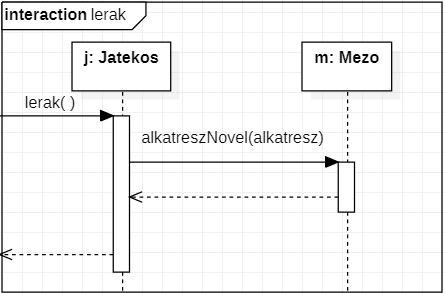 interaction lerak
j: Jatekos
m: Mezo
lerak( )
alkatreszNovel(alkatresz)